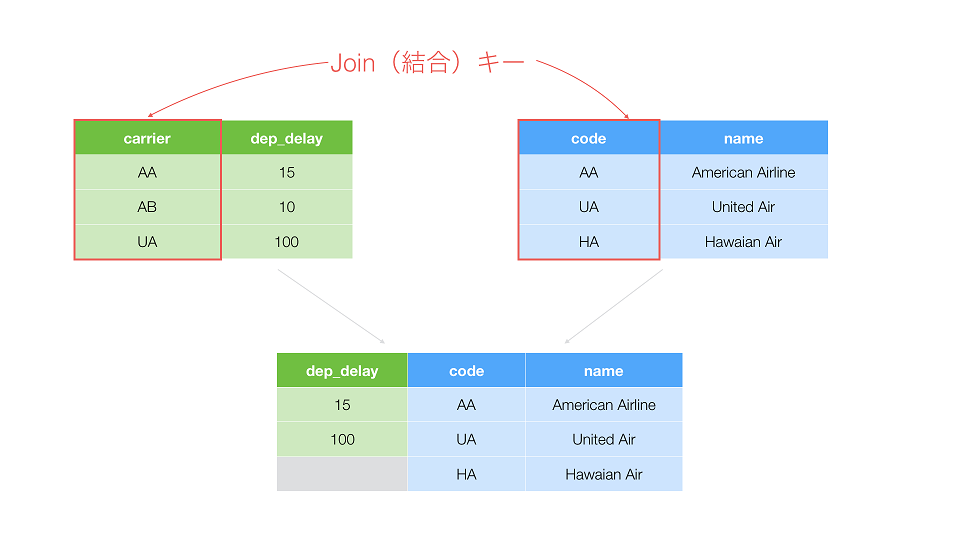 Join（結合）キー
carrier dep_delay
AA 15
AB 10
UA 100
code name
AA American Airline
UA United Air
HA Hawaian Air
dep_delay code name
15 AA American Airline
100 UA United Air
HA Hawaian Air